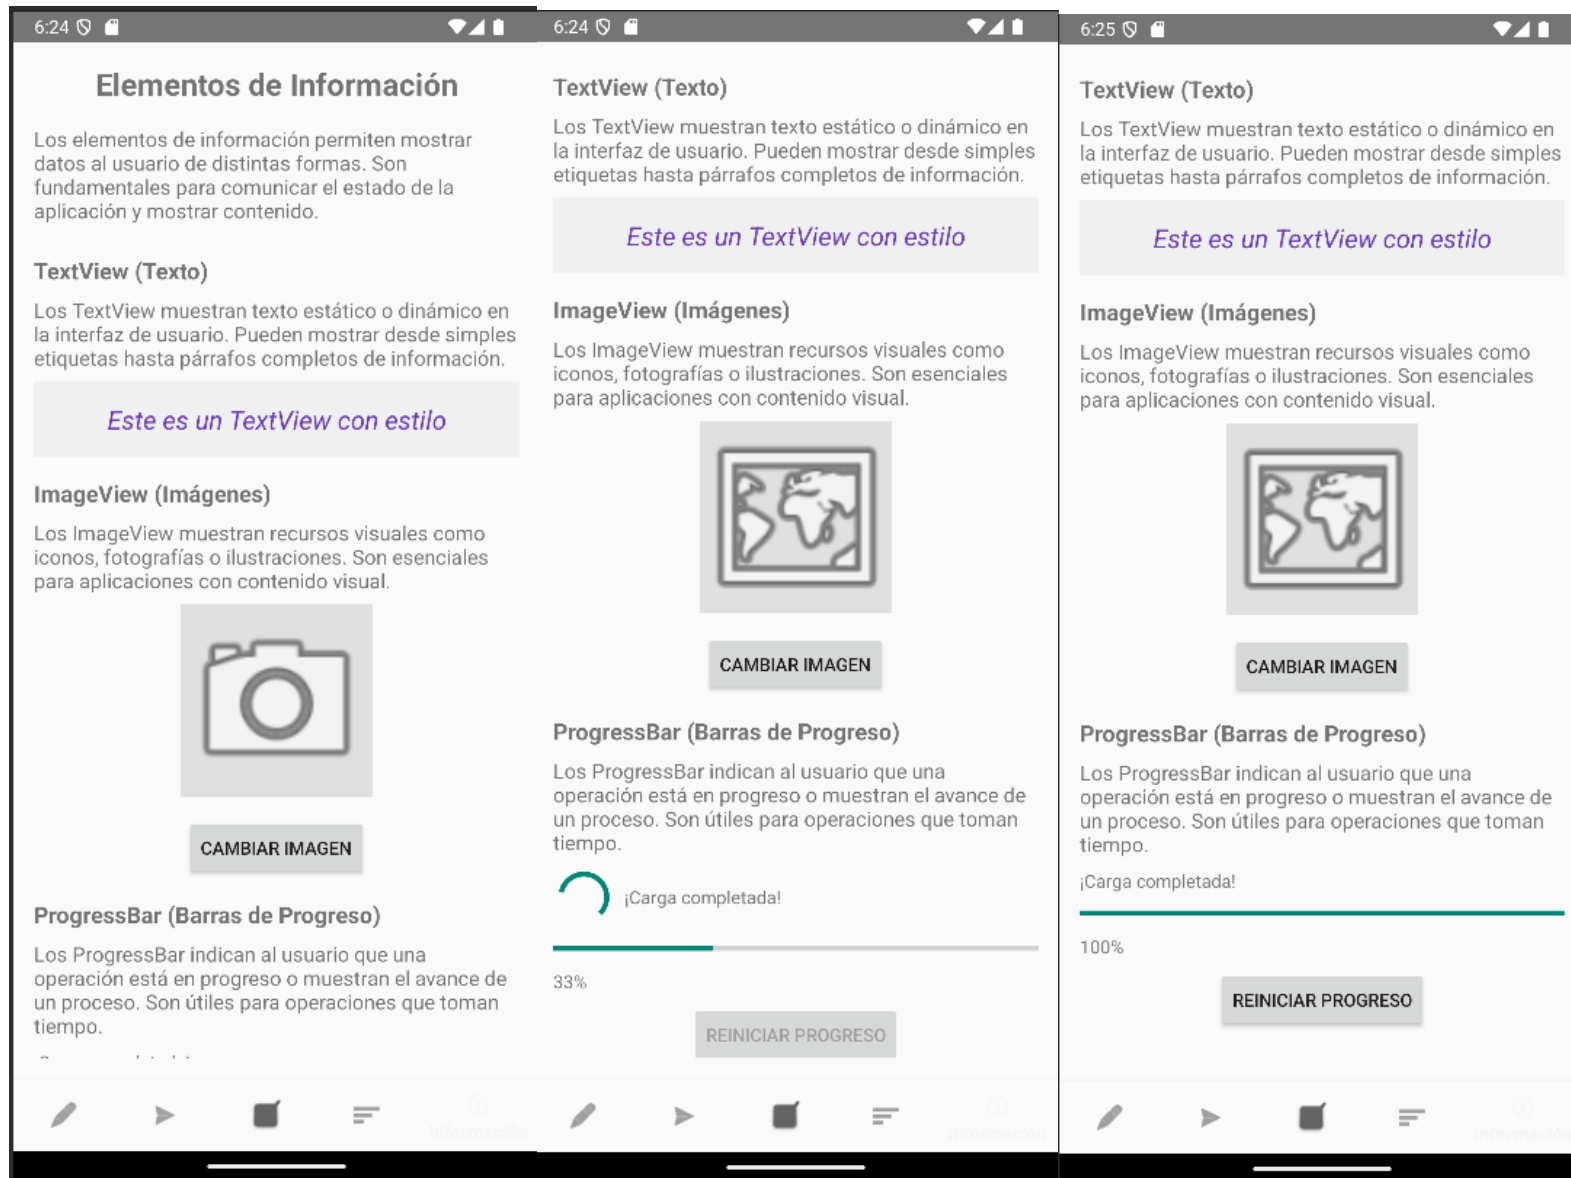 6:24
Elementos de Información
Los elementos de información permiten mostrar
datos al usuario de distintas formas. Son
fundamentales para comunicar el estado de la
aplicación y mostrar contenido.
TextView (Texto)
Los TextView muestran texto estático o dinámico en
la interfaz de usuario. Pueden mostrar desde simples
etiquetas hasta párrafos completos de información.
Este es un TextView con estilo
ImageView (Imágenes)
Los ImageView muestran recursos visuales como
iconos, fotografías o ilustraciones. Son esenciales
para aplicaciones con contenido visual.
CAMBIAR IMAGEN
ProgressBar (Barras de Progreso)
Los ProgressBar indican al usuario que una
operación está en progreso o muestran el avance de
un proceso. Son útiles para operaciones que toman
tiempo.
Información
6:24
TextView (Texto)
Los TextView muestran texto estático o dinámico en
la interfaz de usuario. Pueden mostrar desde simples
etiquetas hasta párrafos completos de información.
Este es un TextView con estilo
ImageView (Imágenes)
Los ImageView muestran recursos visuales como
iconos, fotografías o ilustraciones. Son esenciales
para aplicaciones con contenido visual.
CAMBIAR IMAGEN
ProgressBar (Barras de Progreso)
Los ProgressBar indican al usuario que una
operación está en progreso o muestran el avance de
un proceso. Son útiles para operaciones que toman
tiempo.
¡Carga completada!
33%
REINICIAR PROGRESO
Información
6:25
TextView (Texto)
Los TextView muestran texto estático o dinámico en
la interfaz de usuario. Pueden mostrar desde simples
etiquetas hasta párrafos completos de información.
Este es un TextView con estilo
ImageView (Imágenes)
Los ImageView muestran recursos visuales como
iconos, fotografías o ilustraciones. Son esenciales
para aplicaciones con contenido visual.
CAMBIAR IMAGEN
ProgressBar (Barras de Progreso)
Los ProgressBar indican al usuario que una
operación está en progreso o muestran el avance de
un proceso. Son útiles para operaciones que toman
tiempo.
¡Carga completada!
100%
REINICIAR PROGRESO
Información